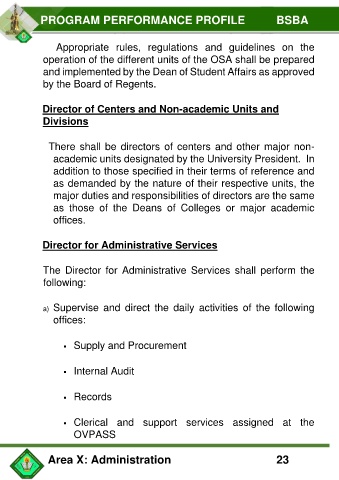 PROGRAM PERFORMANCE PROFILE BSBA
Appropriate rules, regulations and guidelines on the
operation of the different units of the OSA shall be prepared
and implemented by the Dean of Student Affairs as approved
by the Board of Regents.
Director of Centers and Non-academic Units and
Divisions
There shall be directors of centers and other major non-
academic units designated by the University President. In
addition to those specified in their terms of reference and
as demanded by the nature of their respective units, the
major duties and responsibilities of directors are the same
as those of the Deans of Colleges or major academic
offices.
Director for Administrative Services
The Director for Administrative Services shall perform the
following:
a) Supervise and direct the daily activities of the following
offices:
• Supply and Procurement
• Internal Audit
• Records
• Clerical and support services assigned at the
OVPASS
Area X: Administration 23